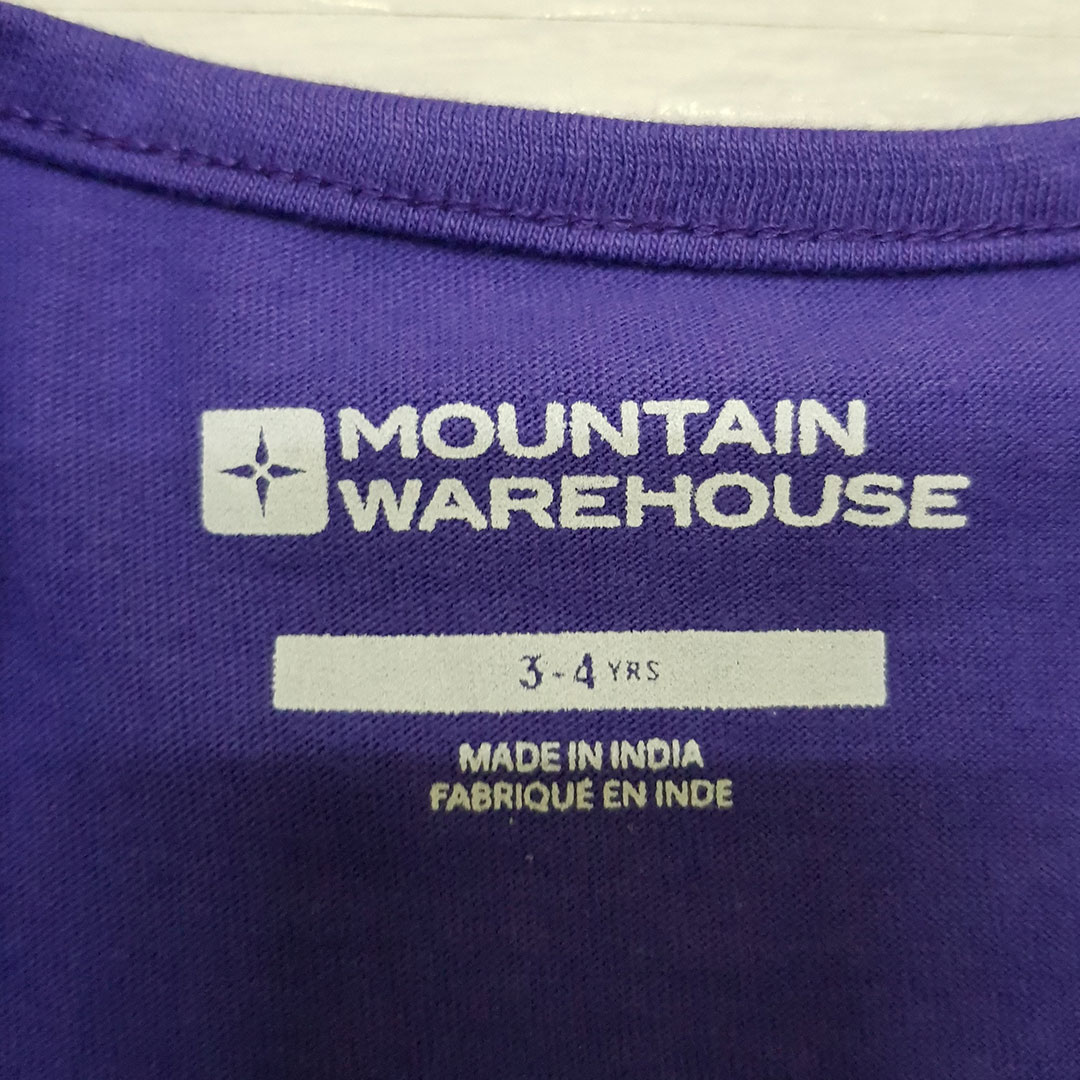 MOUNTAIN
WAREHOUSE
3-4 YRS
MADE IN INDIA
FABRIQUÉ EN INDE